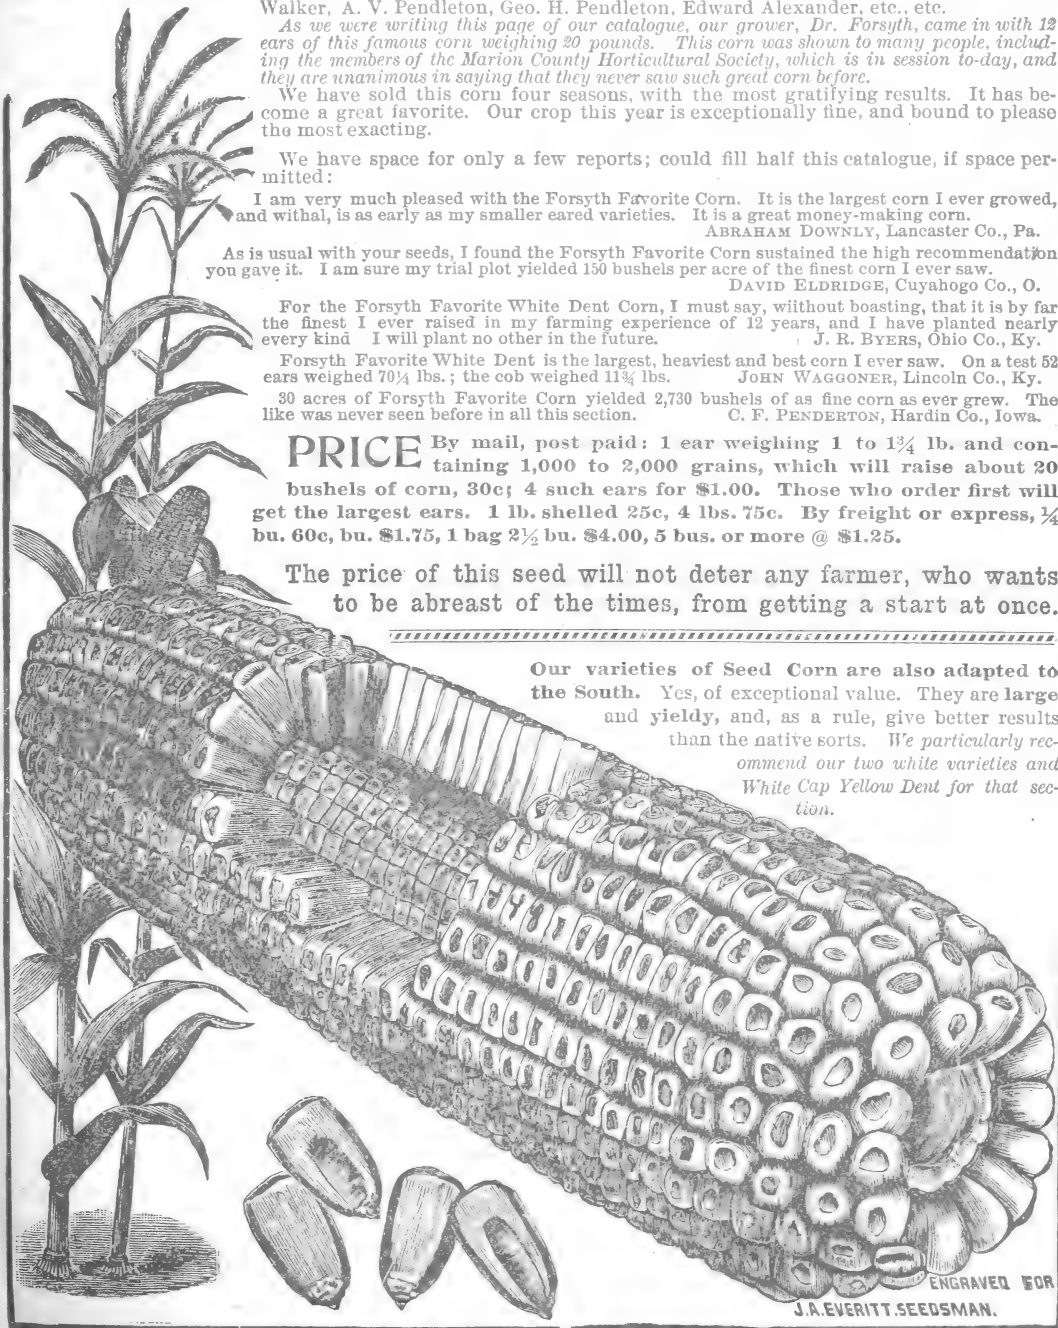 Walker, A. V. Pendleton, Geo. H. Pendleton, Edward Alexander, etc., etc.
As we were writing this page of our catalogue, our grower, Dr. Forsyth, came in with 12
ears of this famous corn weighing 20 pounds. This corn was shown to many people, includ-
ing the members of the Marion County Horticultural Society, which is in session to-day, and
they are unanimous in saying that they never saw such great corn before.
We have sold this corn four seasons, with the most gratifying results. It has be-
come a great favorite. Our crop this year is exceptionally fine, and bound to please
the most exacting.
We have space for only a few reports; could fill half this catalogue, if space per-
mitted:
I am very much pleased with the Forsyth Favorite Corn. It is the largest corn I ever growed,
and withal, is as early as my smaller eared varieties. It is a great money-making corn.
ABRAHAM DOWNLY, Lancaster Co., Pa.
As is usual with your seeds, I found the Forsyth Favorite Corn sustained the high recommendation
you gave it. I am sure my trial plot yielded 150 bushels per acre of the finest corn I ever saw.
DAVID ELDRIDGE, Cuyahogo Co., O.
For the Forsyth Favorite White Dent Corn, I must say, wiithout boasting, that it is by far
the finest I ever raised in my farming experience of 12 years, and I have planted nearly
every kind I will plant no other in the future. J. R. BYERS, Ohio Co., Ky.
Forsyth Favorite White Dent is the largest, heaviest and best corn I ever saw. On a test 52
ears weighed 70¼ lbs.; the cob weighed 11¾ lbs. JOHN WAGGONER, Lincoln Co., Ky.
30 acres of Forsyth Favorite Corn yielded 2,730 bushels of as fine corn as ever grew. The
like was never seen before in all this section. C. F. PENDERTON, Hardin Co., Iowa.
PRICE By mail, post paid: 1 ear weighing 1 to 1¾ lb. and con-
taining 1,000 to 2,000 grains, which will raise about 20
bushels of corn, 30c; 4 such ears for $1.00. Those who order first will
get the largest ears. 1 lb. shelled 25c, 4 lbs. 75c. By freight or express, ¼
bu. 60c, bu. $1.75, 1 bag 2½ bu. $4.00, 5 bus. or more @ $1.25.
The price of this seed will not deter any farmer, who wants
to be abreast of the times, from getting a start at once.
Our varieties of Seed Corn are also adapted to
the South. Yes, of exceptional value. They are large
and yieldy, and, as a rule, give better results
than the native sorts. We particularly rec-
ommend our two white varieties and
White Cap Yellow Dent for that sec-
tion.
ENGRAVED FOR
J.A.EVERITT.SEEDSMAN.